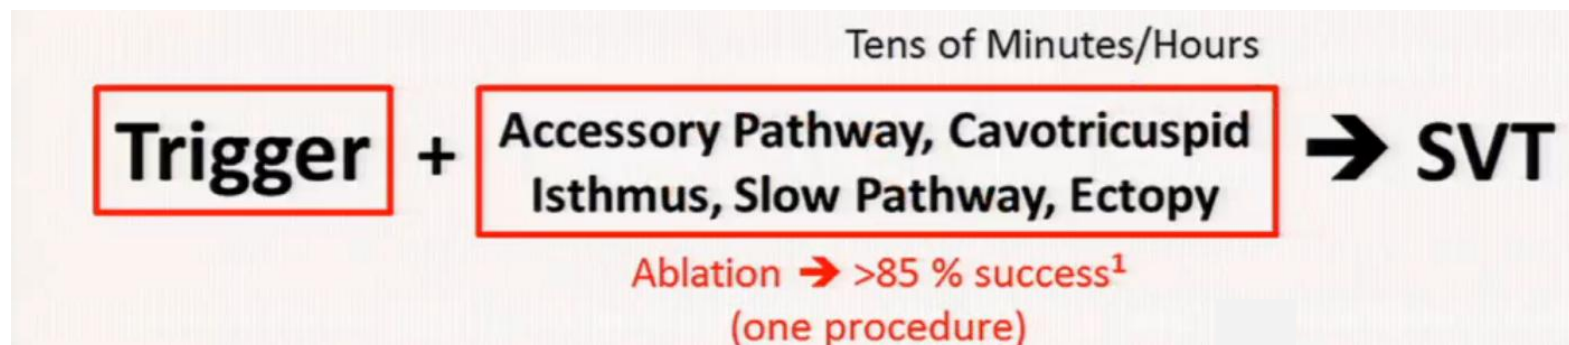 Tens of Minutes/Hours
Trigger + Accessory Pathway, Cavotricuspid Isthmus, Slow Pathway, Ectopy ➔ SVT
Ablation ➔ >85 % success¹
(one procedure)